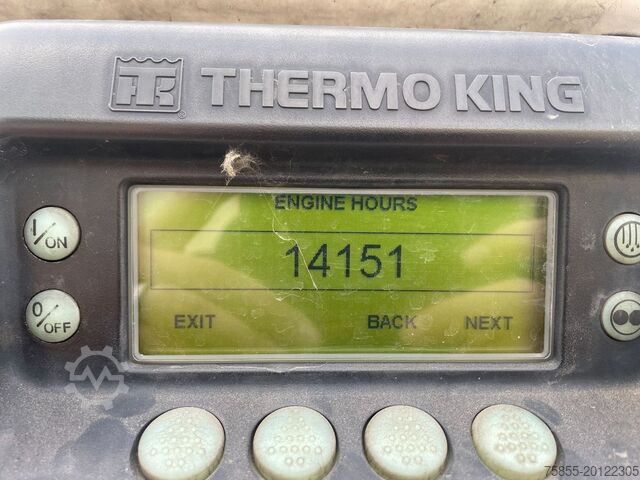 THERMO KING
ENGINE HOURS
I/ON
14151
0/OFF
EXIT BACK NEXT
75855-20122305